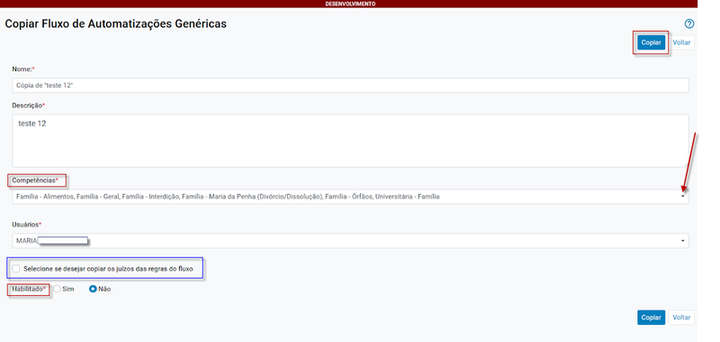 DESENVOLVIMENTO
Copiar Fluxo de Automatizações Genéricas
Copiar Voltar
Nome:*
Cópia de "teste 12"
Descrição*
teste 12
Competências*
Família - Alimentos, Família - Geral, Família - Interdição, Família - Maria da Penha (Divórcio/Dissolução), Família - Órfãos, Universitária - Família
Usuários*
MARIA
Selecione se desejar copiar os juízos das regras do fluxo
Habilitado* Sim Não
Copiar Voltar